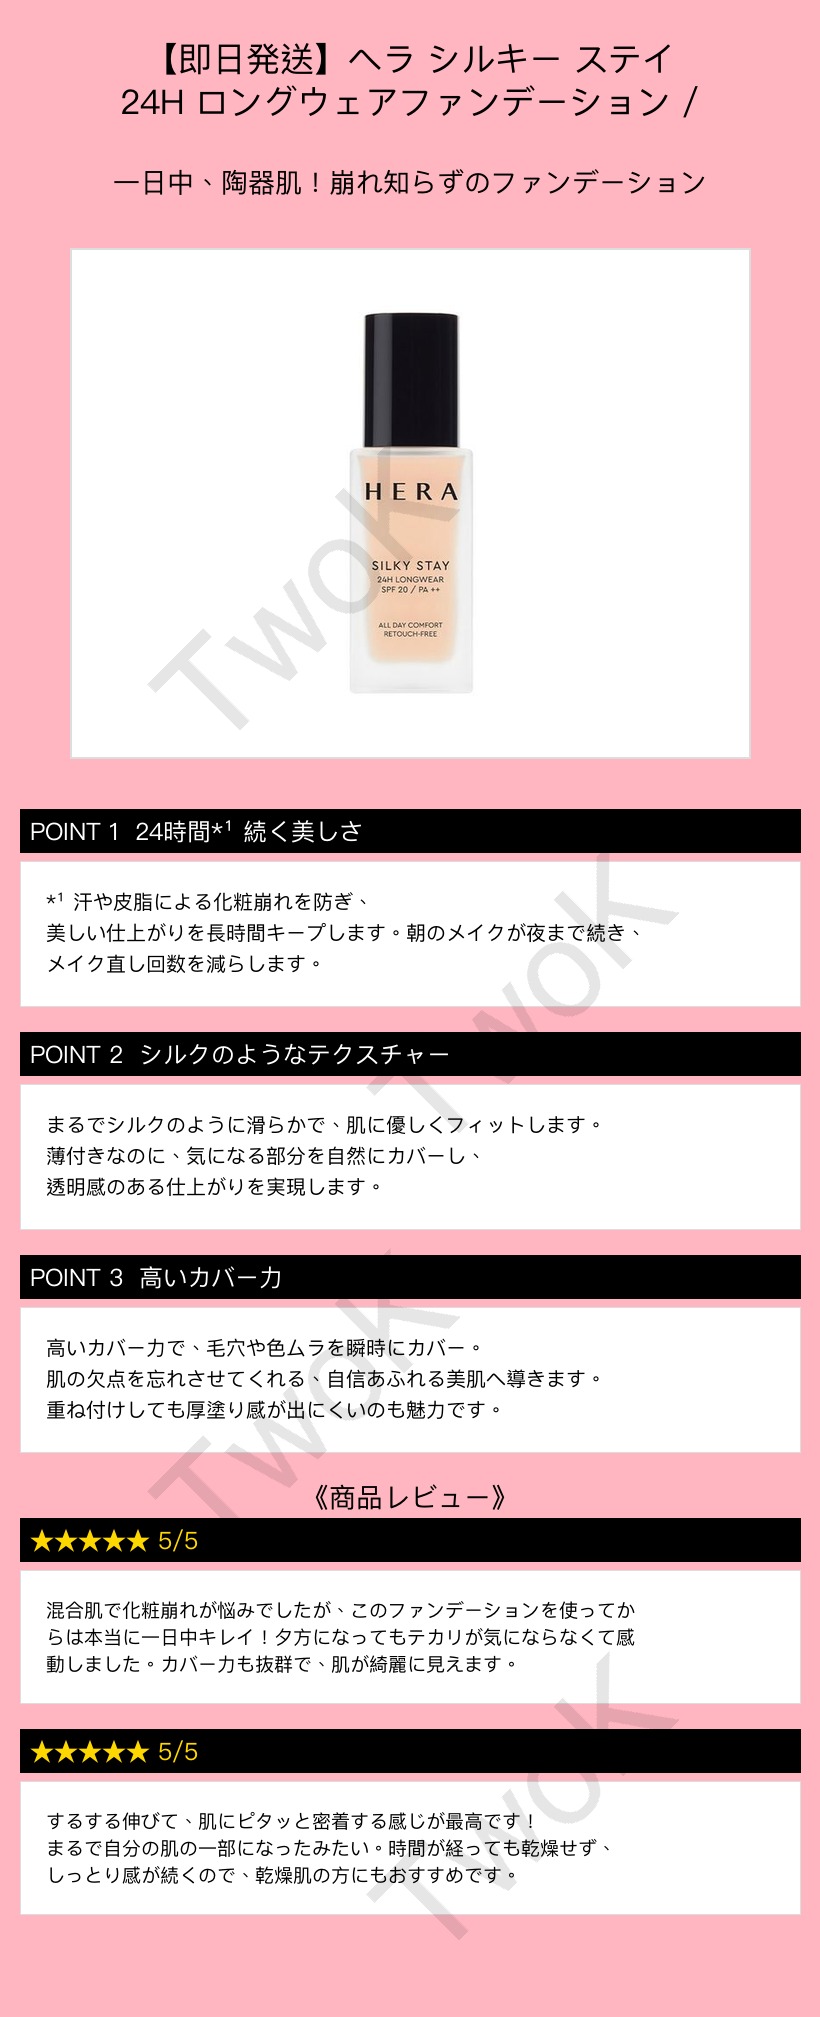 【即日発送】ヘラ シルキー ステイ
24H ロングウェアファンデーション /
一日中、陶器肌！崩れ知らずのファンデーション
HERA
SILKY STAY
24H LONGWEAR
SPF 20 / PA ++
ALL DAY COMFORT
RETOUCH-FREE
TwoK
POINT 1 24時間*¹ 続く美しさ
*¹ 汗や皮脂による化粧崩れを防ぎ、
美しい仕上がりを長時間キープします。朝のメイクが夜まで続き、
メイク直し回数を減らします。
TwoK
POINT 2 シルクのようなテクスチャー
まるでシルクのように滑らかで、肌に優しくフィットします。
薄付きなのに、気になる部分を自然にカバーし、
透明感のある仕上がりを実現します。
POINT 3 高いカバー力
高いカバー力で、毛穴や色ムラを瞬時にカバー。
肌の欠点を忘れさせてくれる、自信あふれる美肌へ導きます。
重ね付けしても厚塗り感が出にくいのも魅力です。
TwoK
《商品レビュー》
★★★★★ 5/5
混合肌で化粧崩れが悩みでしたが、このファンデーションを使ってか
らは本当に一日中キレイ！夕方になってもテカリが気にならなくて感
動しました。カバー力も抜群で、肌が綺麗に見えます。
★★★★★ 5/5
するする伸びて、肌にピタッと密着する感じが最高です！
まるで自分の肌の一部になったみたい。時間が経っても乾燥せず、
しっとり感が続くので、乾燥肌の方にもおすすめです。
TwoK